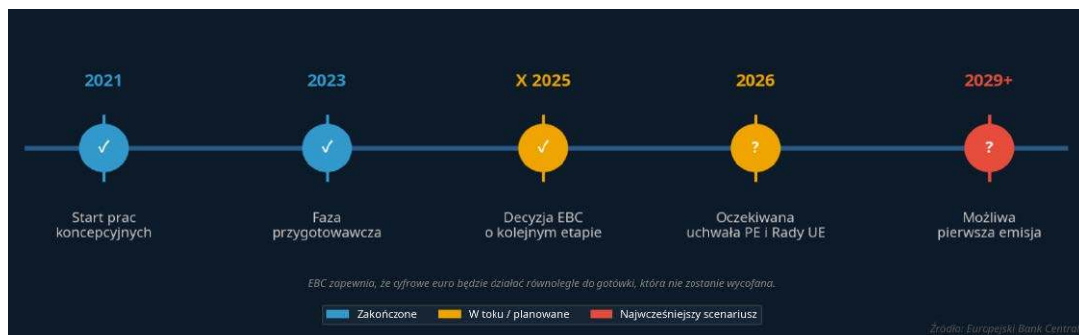 2021
2023
X 2025
2026
2029+
✓
✓
✓
?
?
Start prac
koncepcyjnych
Faza
przygotowawcza
Decyzja EBC
o kolejnym etapie
Oczekiwana
uchwała PE i Rady UE
Możliwa
pierwsza emisja
EBC zapewnia, że cyfrowe euro będzie działać równolegle do gotówki, która nie zostanie wycofana.
Zakończone
W toku / planowane
Najwcześniejszy scenariusz
Źródło: Europejski Bank Central